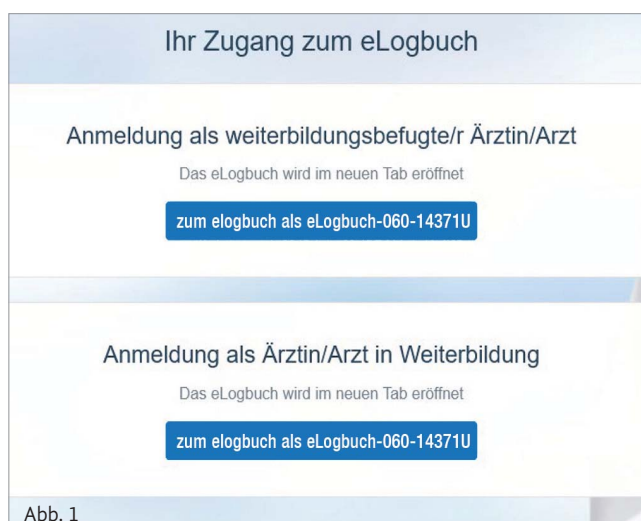 Ihr Zugang zum eLogbuch
Anmeldung als weiterbildungsbefugte/r Ärztin/Arzt
Das eLogbuch wird im neuen Tab eröffnet
zum elogbuch als eLogbuch-060-14371U
Anmeldung als Ärztin/Arzt in Weiterbildung
Das eLogbuch wird im neuen Tab eröffnet
zum elogbuch als eLogbuch-060-14371U
Abb. 1